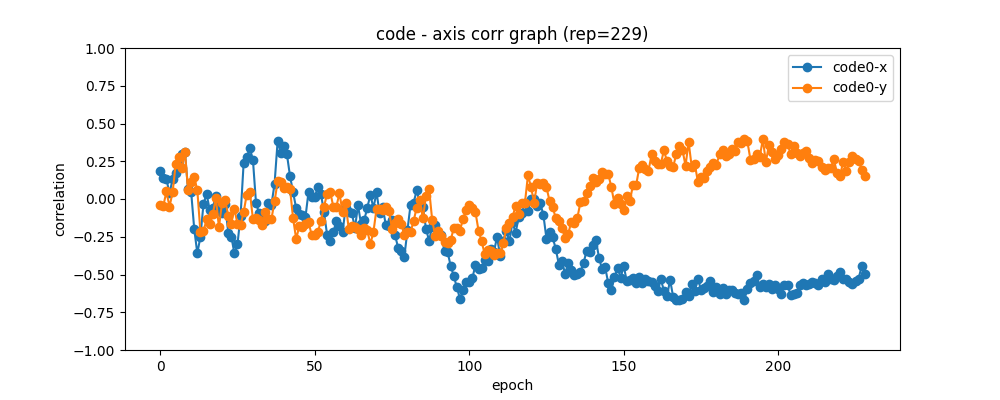 code - axis corr graph (rep=229)
1.00
0.75
0.50
0.25
0.00
−0.25
−0.50
−0.75
−1.00
correlation
0 50 100 150 200
epoch
code0-x
code0-y